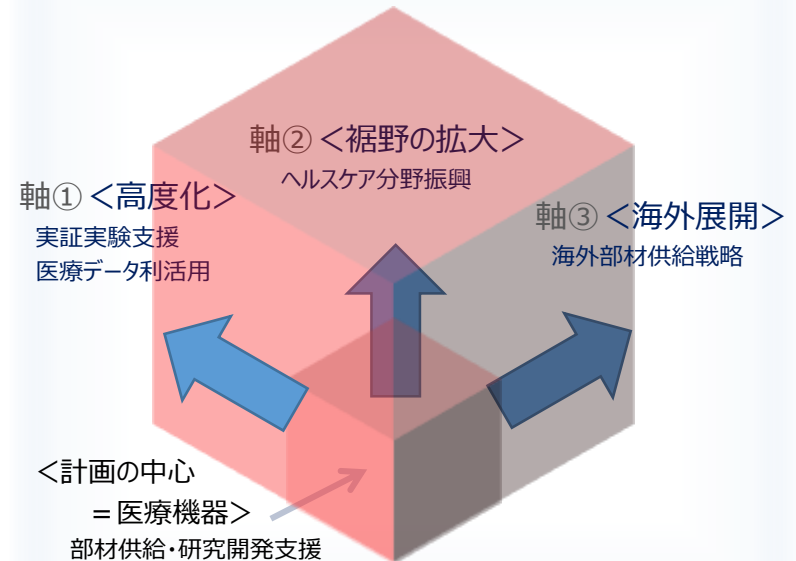 軸②<裾野の拡大>
ヘルスケア分野振興
軸①<高度化>
実証実験支援
医療データ利活用
軸③<海外展開>
海外部材供給戦略
<計画の中心
=医療機器>
部材供給・研究開発支援